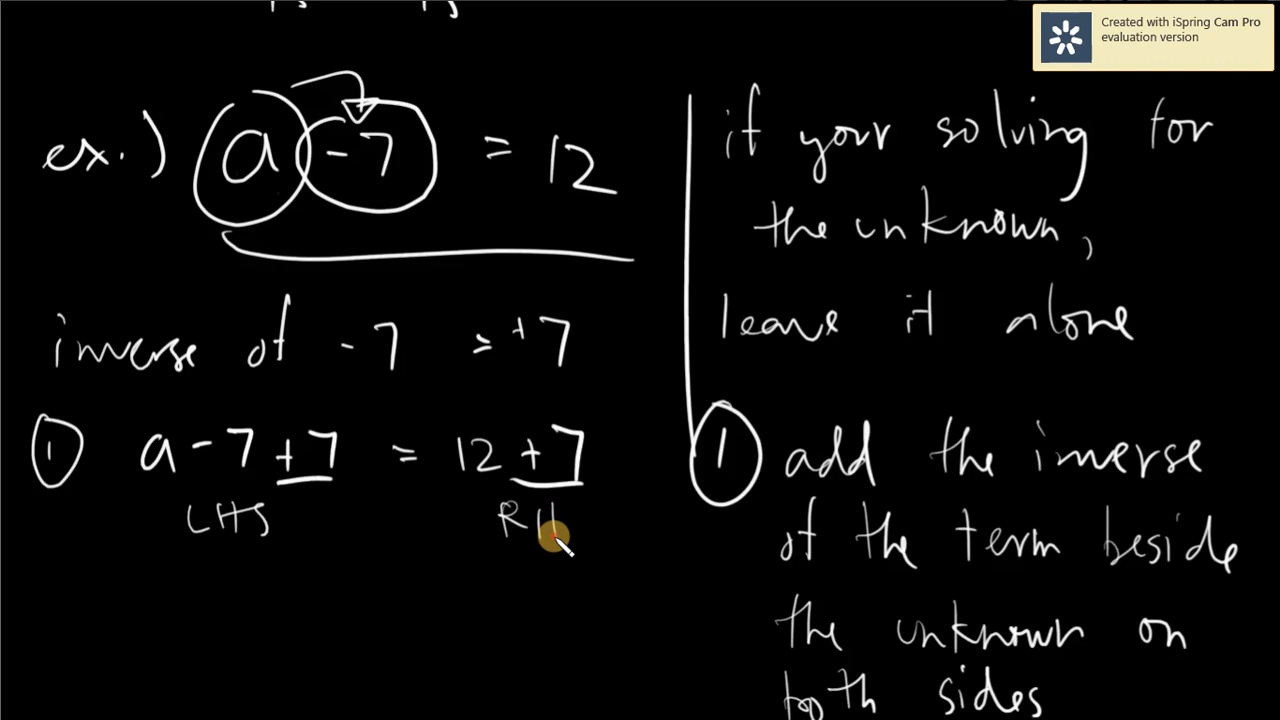 Created with iSpring Cam Pro
evaluation version
ex.) a -7 = 12
inverse of -7 = +7
① a - 7 + 7 = 12 + 7
LHS RH
if your solving for
the unknown,
leave it alone
① add the inverse
of the term beside
the unknown on
both sides